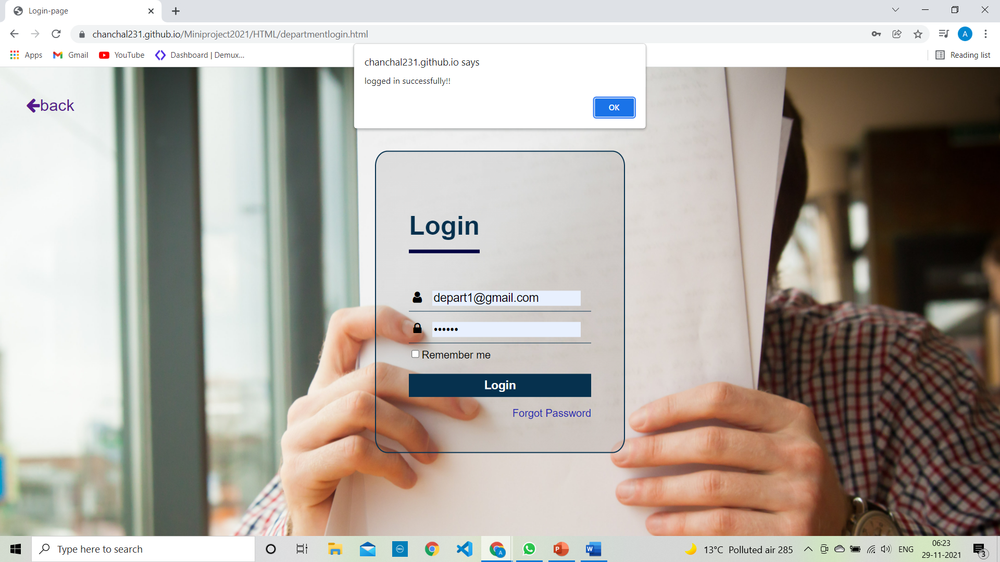 Login-page
chanchal231.github.io/Miniproject2021/HTML/departmentlogin.html
A
Apps
Gmail
YouTube
Dashboard | Demux...
Reading list
chanchal231.github.io says
logged in successfully!!
OK
back
Login
depart1@gmail.com
••••••
Remember me
Login
Forgot Password
Type here to search
DELL
A
P
W
13°C Polluted air 285
ENG
06:23
29-11-2021
3